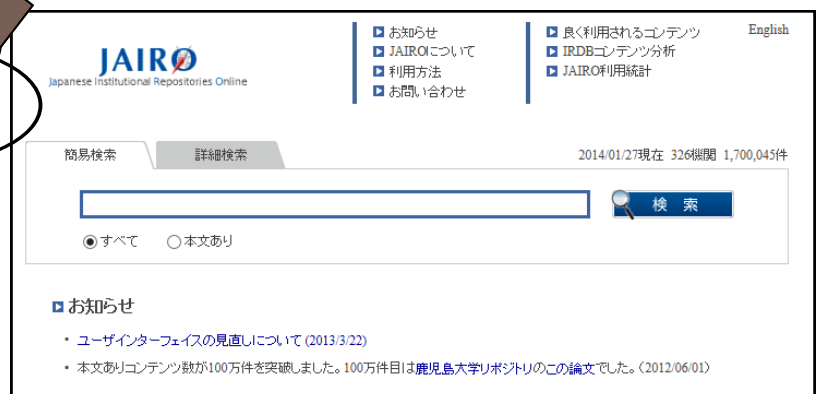 JAIRO
Japanese Institutional Repositories Online
お知らせ
JAIROについて
利用方法
お問い合わせ
良く利用されるコンテンツ
IRDBコンテンツ分析
JAIRO利用統計
English
簡易検索
詳細検索
2014/01/27現在 326機関 1,700,045件
検 索
すべて
本文あり
お知らせ
・ ユーザインターフェイスの見直しについて (2013/3/22)
・ 本文ありコンテンツ数が100万件を突破しました。100万件目は鹿児島大学リポジトリのこの論文でした。(2012/06/01)